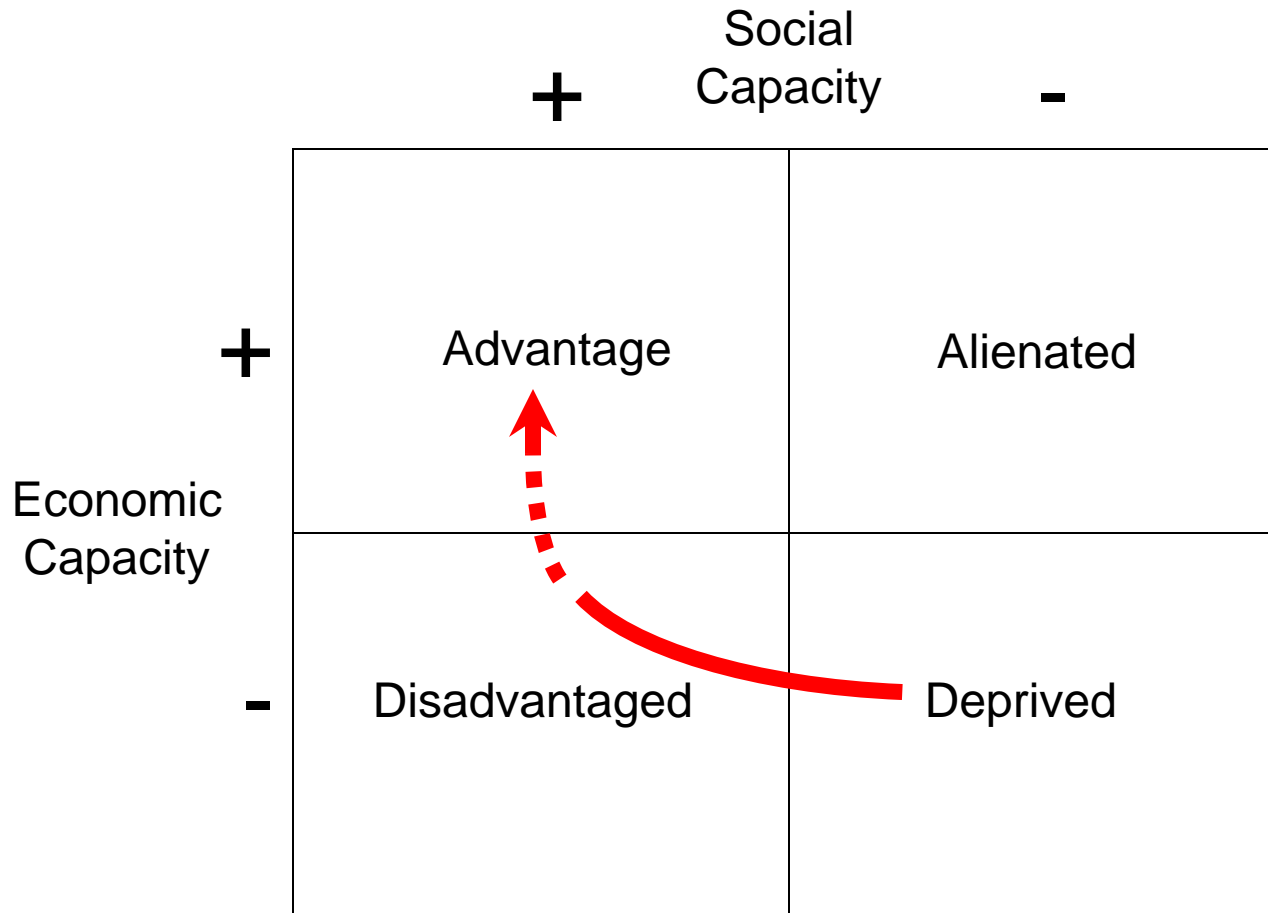 Social
Capacity
+ -
+ Advantage Alienated
Economic
Capacity
- Disadvantaged Deprived